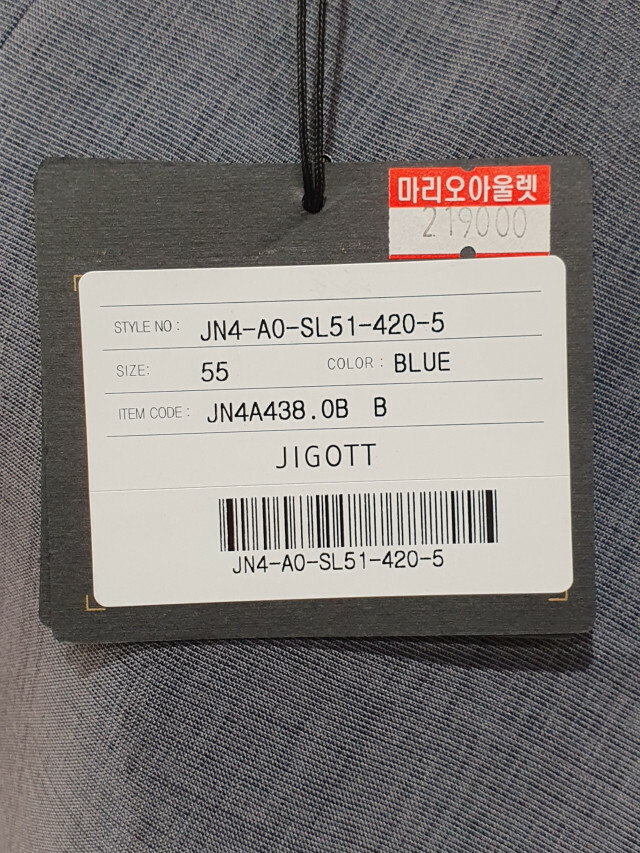 마리오아울렛
219000
STYLE NO : JN4-A0-SL51-420-5
SIZE: 55 COLOR : BLUE
ITEM CODE : JN4A438.0B B
JIGOTT
JN4-A0-SL51-420-5